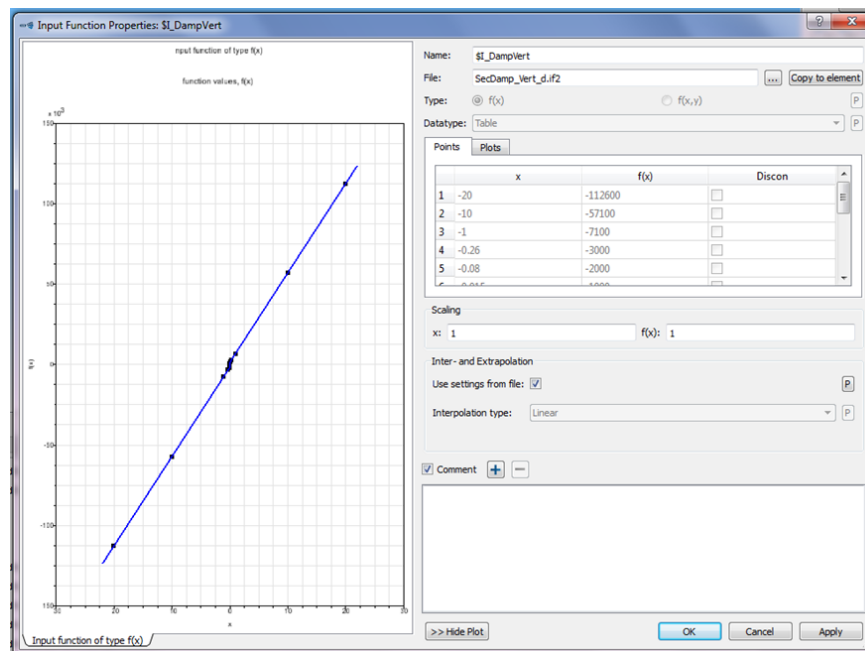 Input Function Properties: $I_DampVert
nput function of type f(x)
function values, f(x)
x 10³
150
100
50
0
-50
-100
-150
f(x)
-30
-20
-10
0
10
20
30
x
Input function of type f(x)
Name: $I_DampVert
File: SecDamp_Vert_d.if2 ... Copy to element
Type: f(x) f(x,y) P
Datatype: Table P
Points Plots
x f(x) Discon
1 -20 -112600
2 -10 -57100
3 -1 -7100
4 -0.26 -3000
5 -0.08 -2000
Scaling
x: 1 f(x): 1
Inter- and Extrapolation
Use settings from file: P
Interpolation type: Linear P
Comment
>> Hide Plot OK Cancel Apply